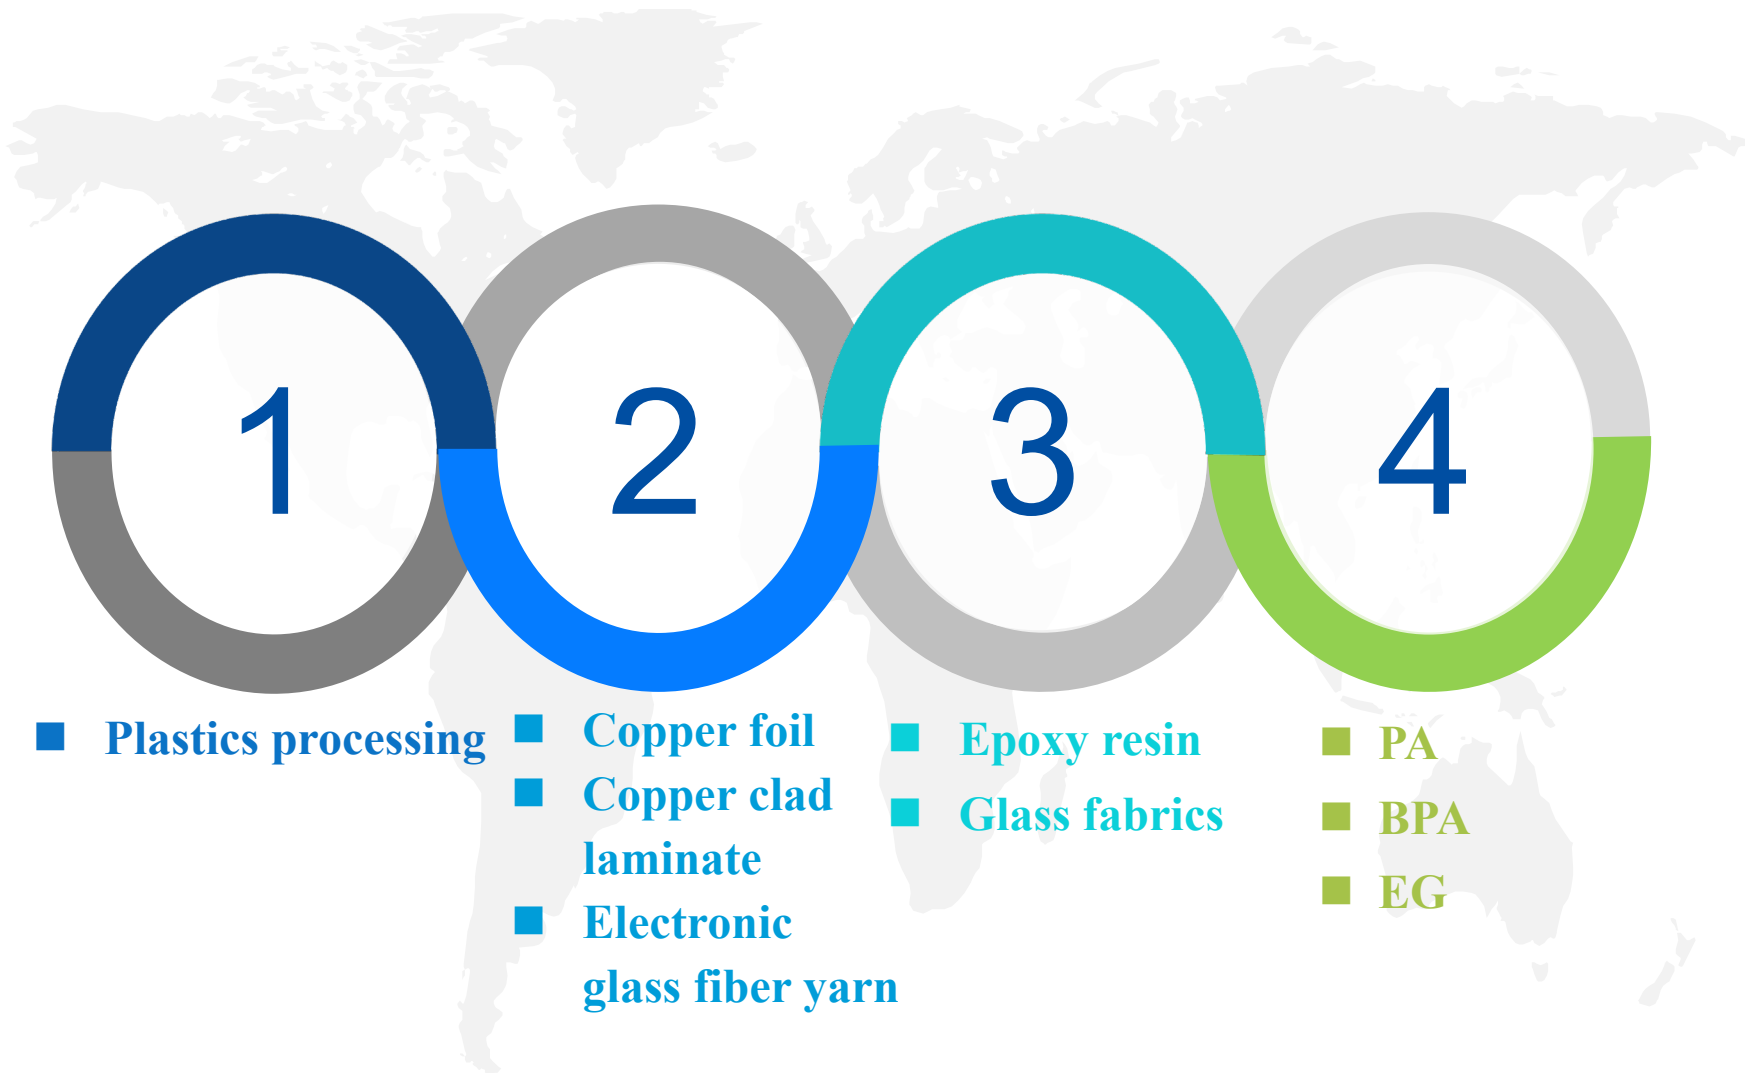 1
2
3
4
■ Plastics processing
■ Copper foil
■ Copper clad
laminate
■ Electronic
glass fiber yarn
■ Epoxy resin
■ Glass fabrics
■ PA
■ BPA
■ EG